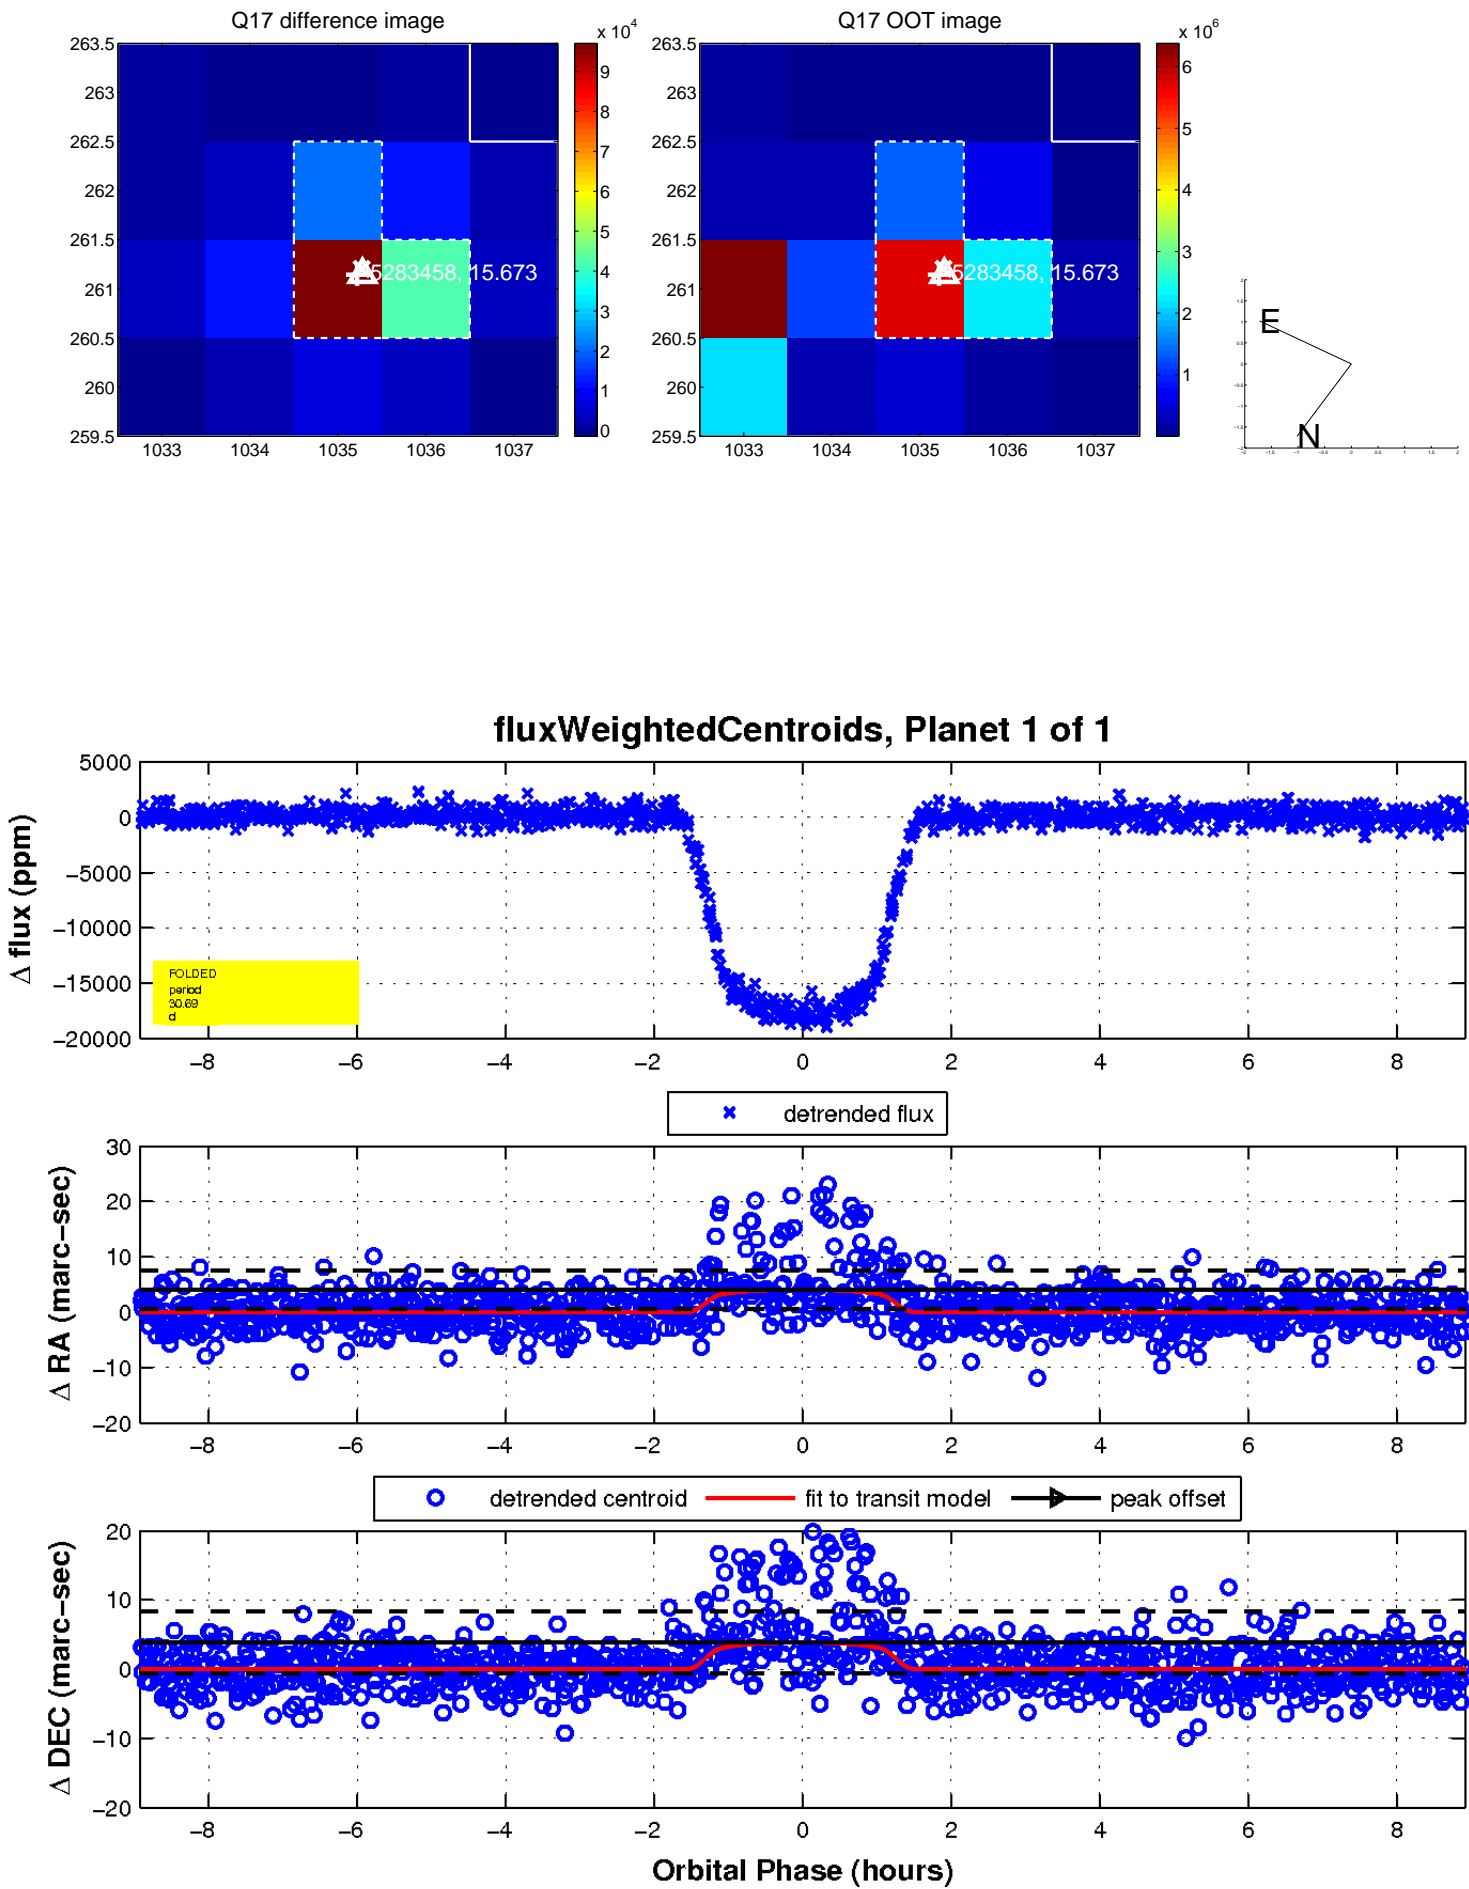 Q17 difference image
Q17 OOT image
x 10^4
x 10^6
263.5
263
262.5
262
261.5
261
260.5
260
259.5
1033 1034 1035 1036 1037
9
8
7
6
5
4
3
2
1
0
5283458, 15.673
263.5
263
262.5
262
261.5
261
260.5
260
259.5
1033 1034 1035 1036 1037
6
5
4
3
2
1
5283458, 15.673
E
N
fluxWeightedCentroids, Planet 1 of 1
Δ flux (ppm)
5000
0
−5000
−10000
−15000
−20000
FOLDED
period
30.69
d
−8 −6 −4 −2 0 2 4 6 8
detrended flux
Δ RA (marc−sec)
30
20
10
0
−10
−20
−8 −6 −4 −2 0 2 4 6 8
detrended centroid fit to transit model peak offset
Δ DEC (marc−sec)
20
10
0
−10
−20
−8 −6 −4 −2 0 2 4 6 8
Orbital Phase (hours)